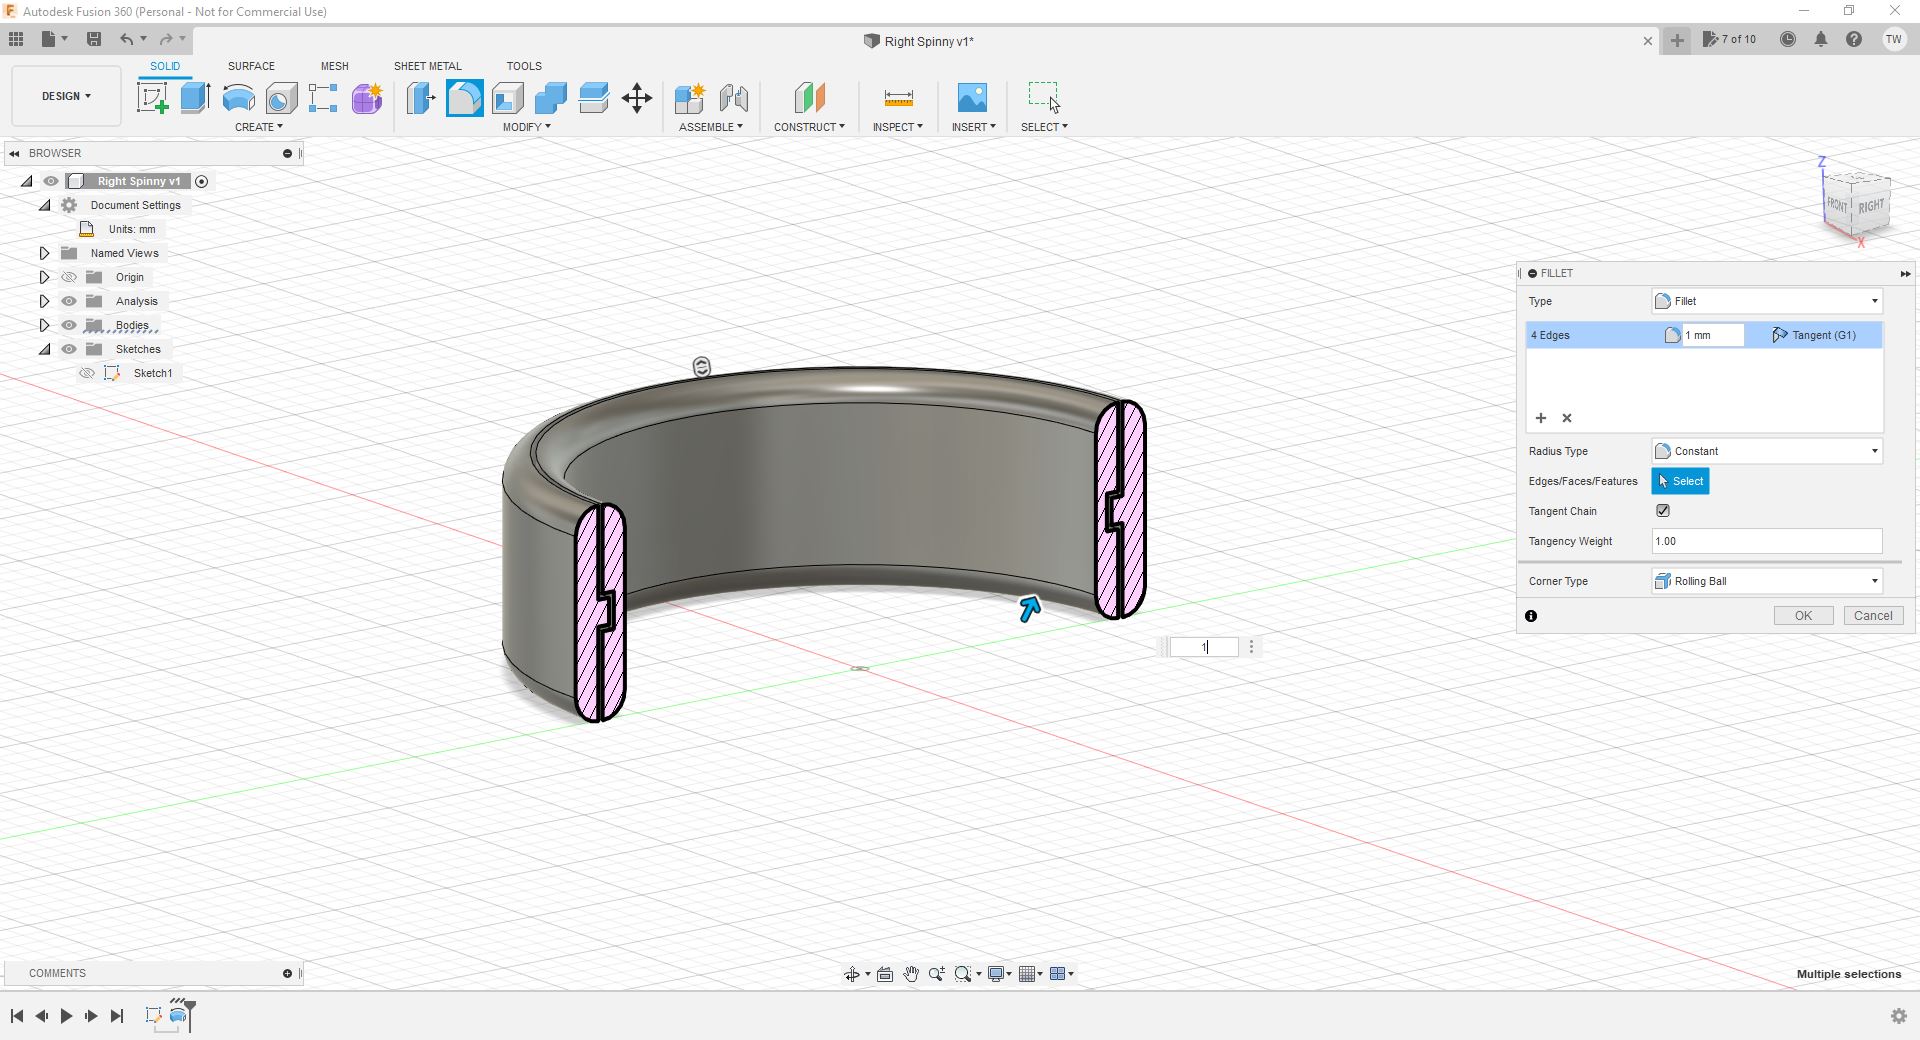 Autodesk Fusion 360 (Personal - Not for Commercial Use)
Right Spinny v1*
7 of 10
TW
DESIGN
SOLID
SURFACE
MESH
SHEET METAL
TOOLS
CREATE
MODIFY
ASSEMBLE
CONSTRUCT
INSPECT
INSERT
SELECT
BROWSER
Right Spinny v1
Document Settings
Units: mm
Named Views
Origin
Analysis
Bodies
Sketches
Sketch1
Z
FRONT
RIGHT
X
FILLET
Type
Fillet
4 Edges
1 mm
Tangent (G1)
Radius Type
Constant
Edges/Faces/Features
Select
Tangent Chain
Tangency Weight
1.00
Corner Type
Rolling Ball
OK
Cancel
1
COMMENTS
Multiple selections